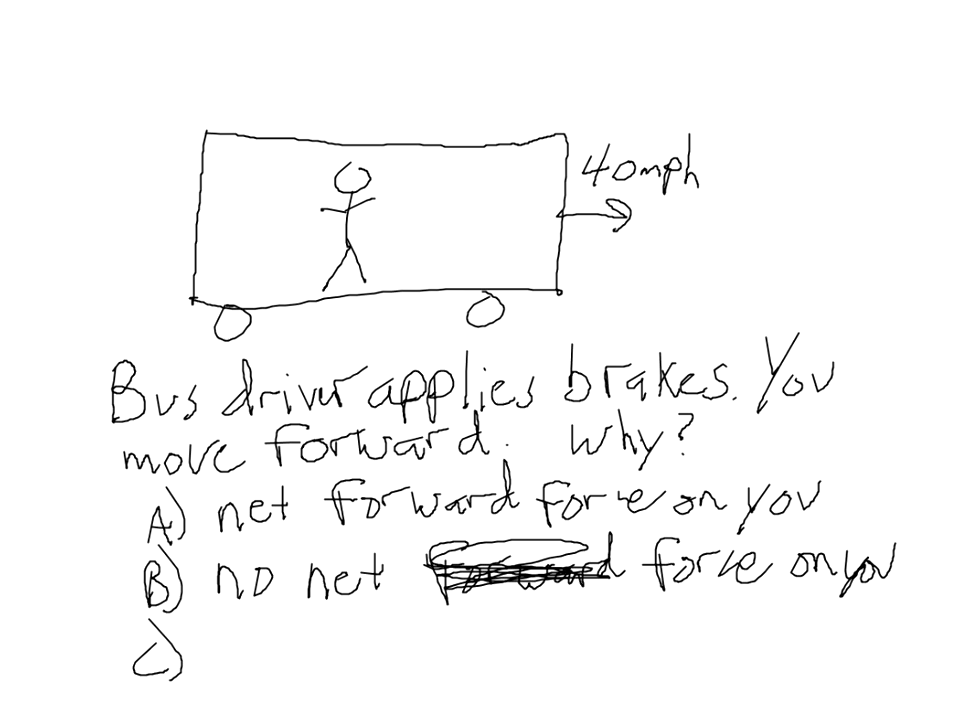 40mph
Bus driver applies brakes. You
move forward. Why?
A) net forward force on you
B) no net force on you
C)